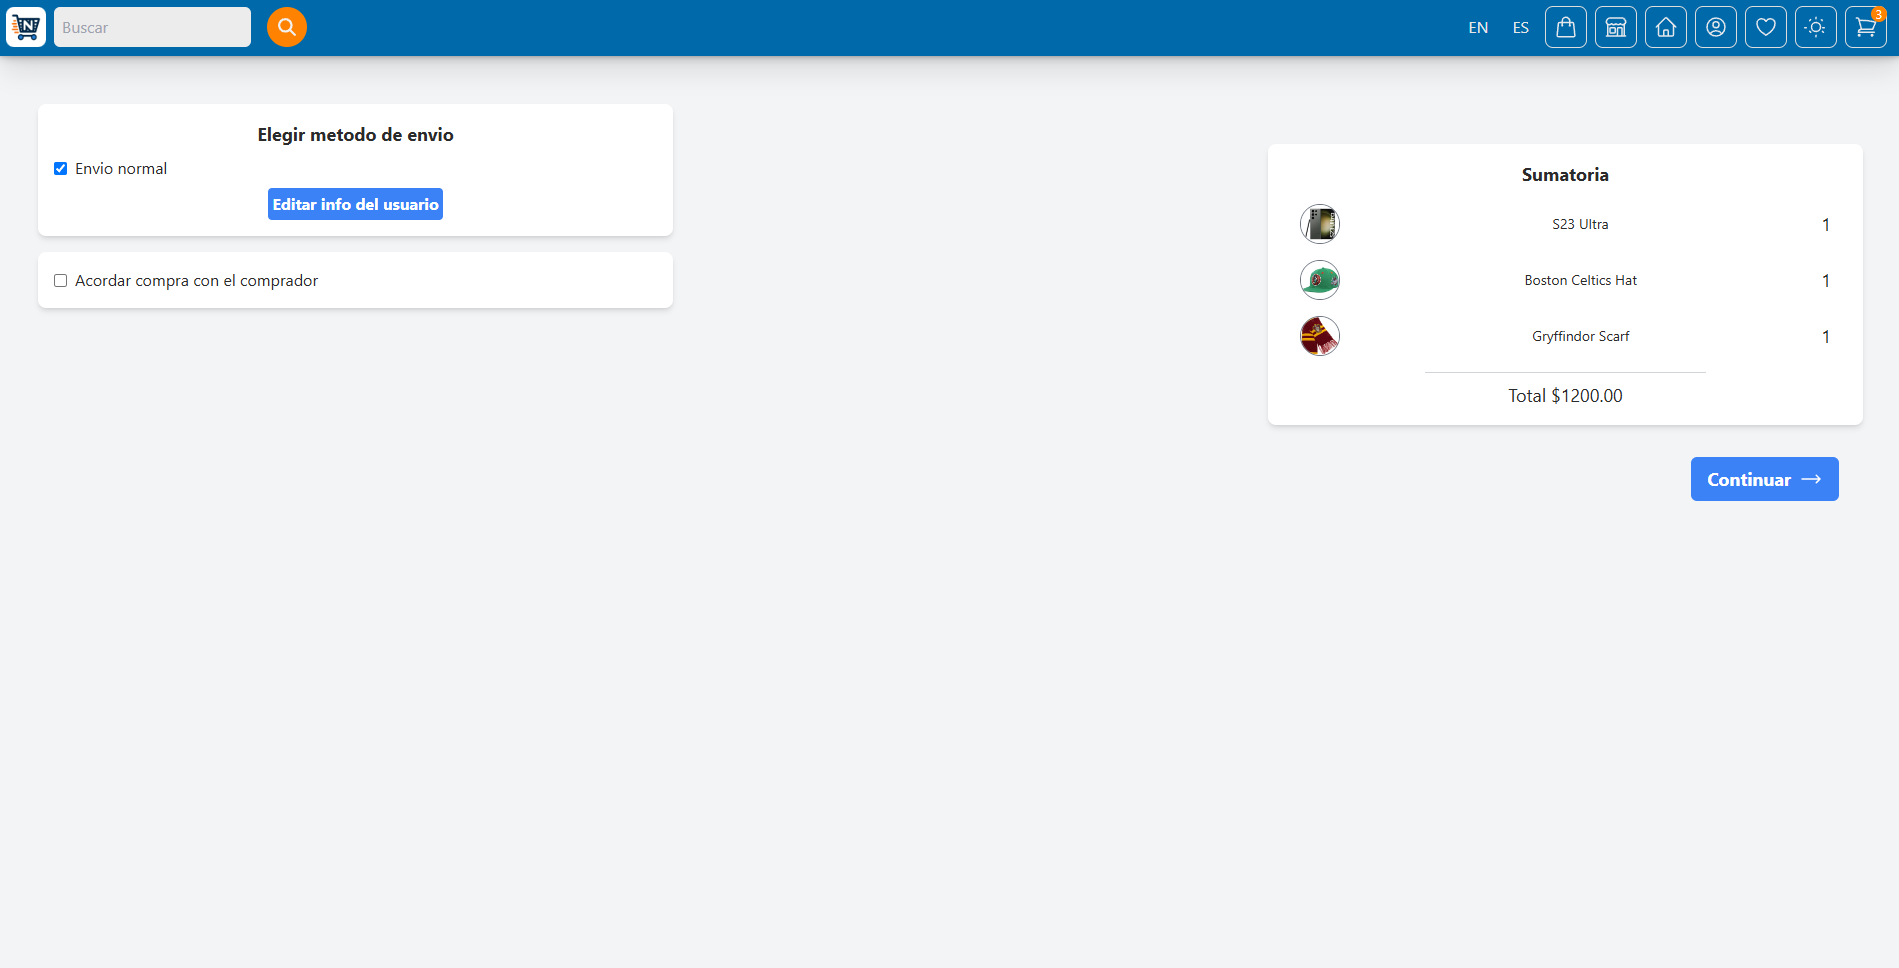 N
Buscar
EN
ES
3
Elegir metodo de envio
Envio normal
Editar info del usuario
Acordar compra con el comprador
Sumatoria
S23 Ultra
1
Boston Celtics Hat
1
Gryffindor Scarf
1
Total $1200.00
Continuar